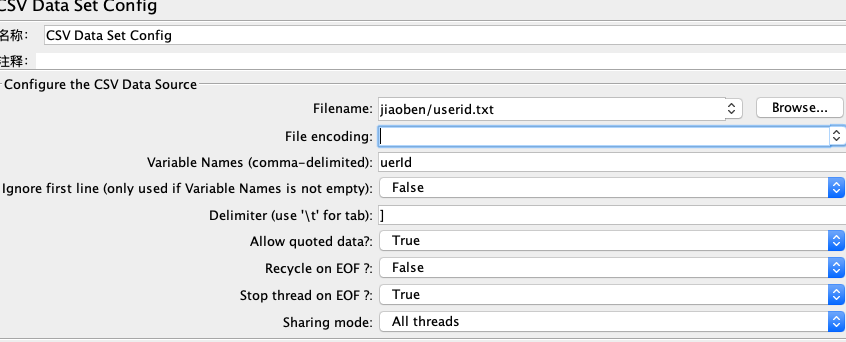 CSV Data Set Config
名称: CSV Data Set Config
注释:
Configure the CSV Data Source
Filename: jiaoben/userid.txt Browse...
File encoding:
Variable Names (comma-delimited): uerId
Ignore first line (only used if Variable Names is not empty): False
Delimiter (use '\t' for tab): ]
Allow quoted data?: True
Recycle on EOF ?: False
Stop thread on EOF ?: True
Sharing mode: All threads